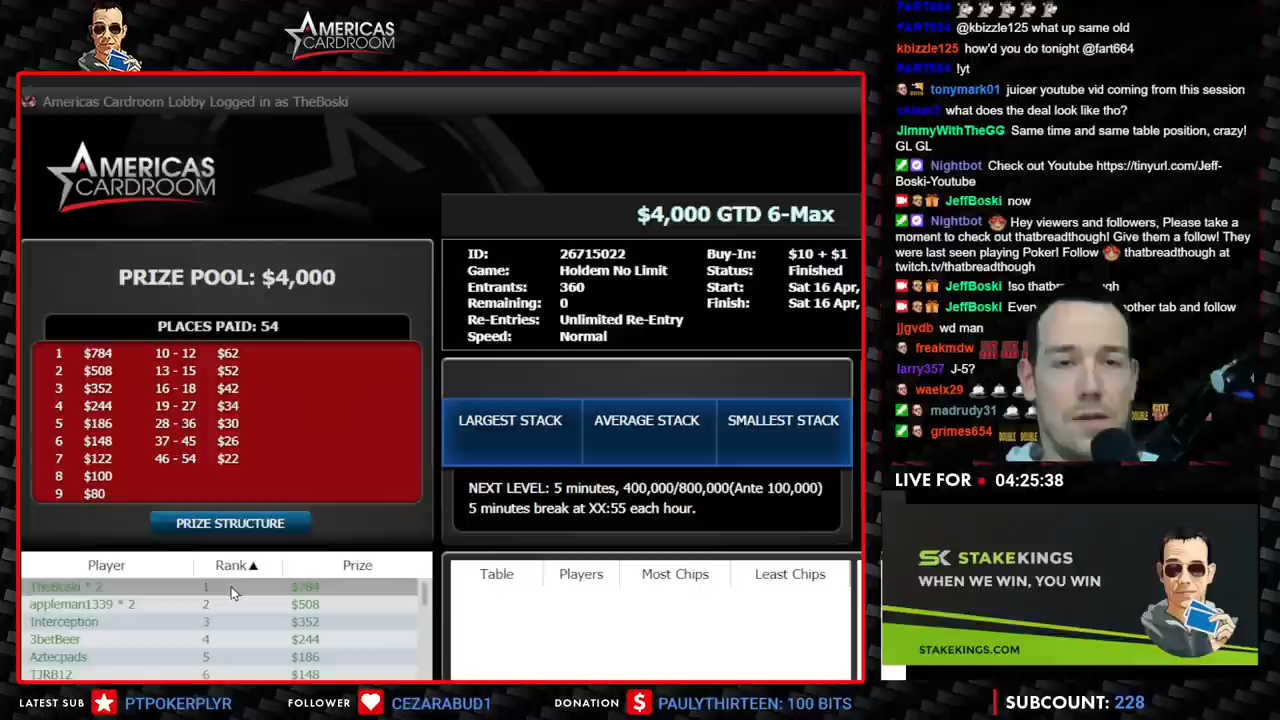 AMERICAS
CARDROOM
Americas Cardroom Lobby Logged in as TheBoski
AMERICAS
CARDROOM
$4,000 GTD 6-Max
PRIZE POOL: $4,000
PLACES PAID: 54
1 $784 10 - 12 $62
2 $508 13 - 15 $52
3 $352 16 - 18 $42
4 $244 19 - 27 $34
5 $186 28 - 36 $30
6 $148 37 - 45 $26
7 $122 46 - 54 $22
8 $100
9 $80
PRIZE STRUCTURE
Player Rank▲ Prize
TheBoski * 2 1 $784
appleman1339 * 2 2 $508
Interception 3 $352
3betBeer 4 $244
Aztecpads 5 $186
TJRB12 6 $148
ID: 26715022 Buy-In: $10 + $1
Game: Holdem No Limit Status: Finished
Entrants: 360 Start: Sat 16 Apr,
Remaining: 0 Finish: Sat 16 Apr,
Re-Entries: Unlimited Re-Entry
Speed: Normal
LARGEST STACK AVERAGE STACK SMALLEST STACK
NEXT LEVEL: 5 minutes, 400,000/800,000(Ante 100,000)
5 minutes break at XX:55 each hour.
Table Players Most Chips Least Chips
FART664
FART664 @kbizzle125 what up same old
kbizzle125 how'd you do tonight @fart664
FART664 !yt
tonymark01 juicer youtube vid coming from this session
what does the deal look like tho?
JimmyWithTheGG Same time and same table position, crazy!
GL GL
Nightbot Check out Youtube https://tinyurl.com/Jeff-
Boski-Youtube
JeffBoski now
Nightbot Hey viewers and followers, Please take a
moment to check out thatbreadthough! Give them a follow! They
were last seen playing Poker! Follow thatbreadthough at
twitch.tv/thatbreadthough
JeffBoski !so
JeffBoski tab and follow
jjgvdb wd man
freakmdw
larry357 J-5?
waelx29
madrudy31
grimes654
LIVE FOR 04:25:38
SK STAKEKINGS
WHEN WE WIN, YOU WIN
STAKEKINGS.COM
LATEST SUB PTPOKERPLYR FOLLOWER CEZARABUD1 DONATION $ PAULYTHIRTEEN: 100 BITS SUBCOUNT: 228